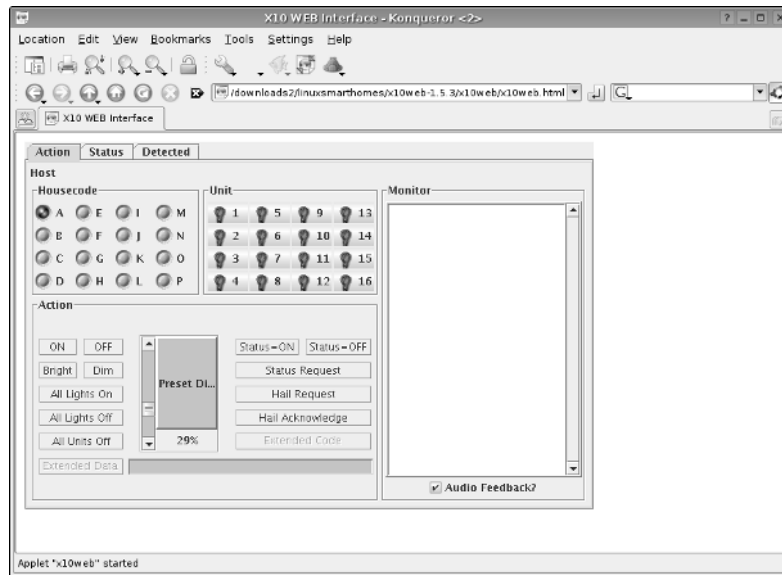 X10 WEB Interface - Konqueror <2>
Location Edit View Bookmarks Tools Settings Help
/downloads2/linuxsmarthomes/x10web-1.5.3/x10web/x10web.html
G
X10 WEB Interface
Action Status Detected
Host
Housecode Unit Monitor
A E I M 1 5 9 13
B F J N 2 6 10 14
C G K O 3 7 11 15
D H L P 4 8 12 16
Action
ON OFF Status=ON Status=OFF
Bright Dim Preset Di... Status Request
All Lights On Hail Request
All Lights Off Hail Acknowledge
All Units Off 29% Extended Code
Extended Data
Audio Feedback?
Applet "x10web" started